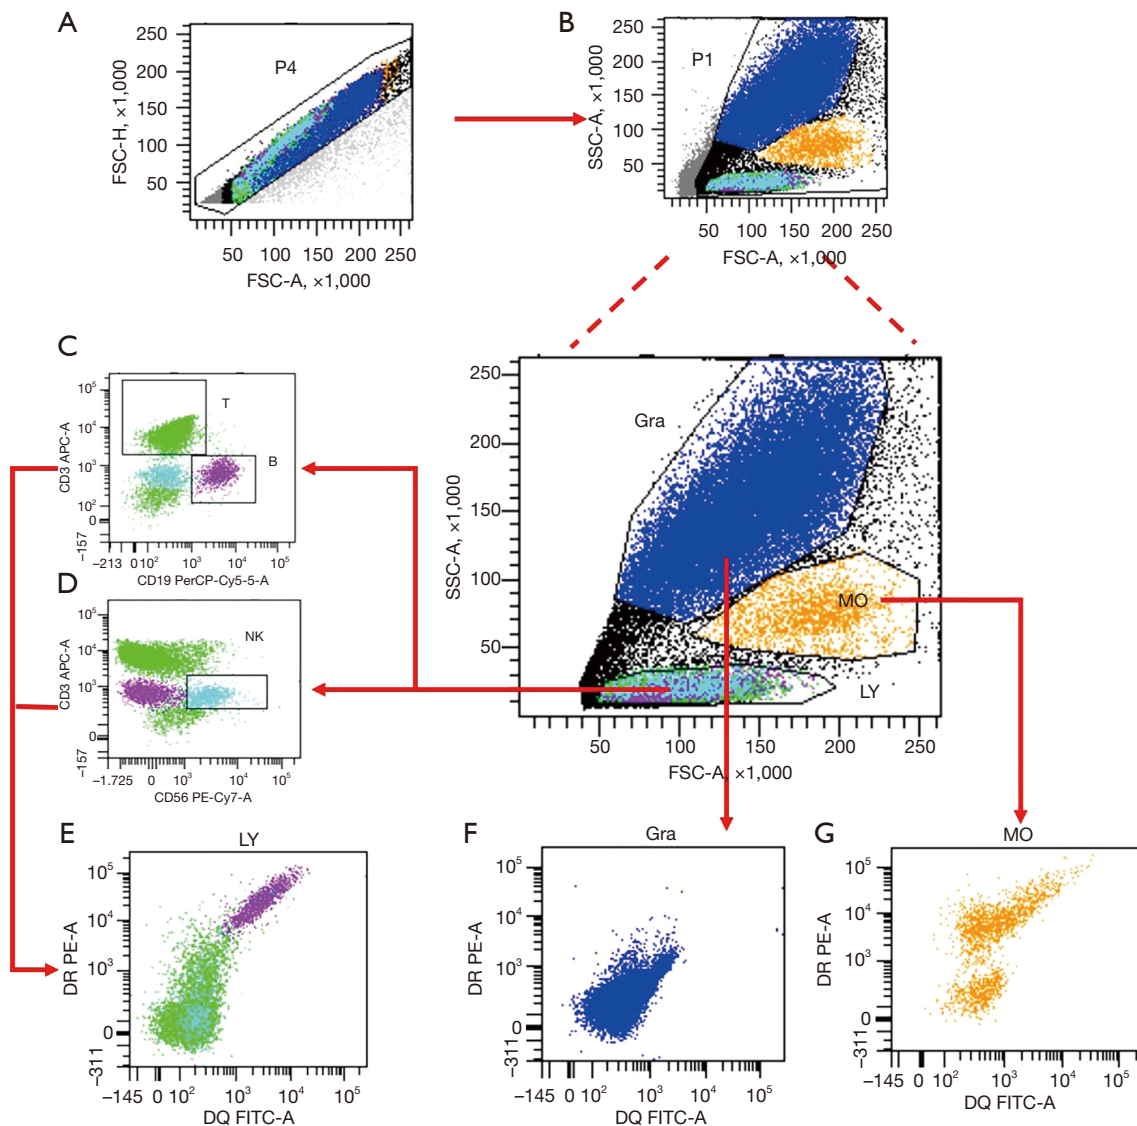 A
P4
FSC-H, ×1,000
250
200
150
100
50
50 100 150 200 250
FSC-A, ×1,000
B
P1
SSC-A, ×1,000
250
200
150
100
50
50 100 150 200 250
FSC-A, ×1,000
C
T
B
CD3 APC-A
10⁵
10⁴
10³
10²
0
−157
−213 0 10² 10³ 10⁴ 10⁵
CD19 PerCP-Cy5-5-A
D
NK
CD3 APC-A
10⁵
10⁴
10³
0
−157
−1.725 0 10³ 10⁴ 10⁵
CD56 PE-Cy7-A
Gra
MO
LY
SSC-A, ×1,000
250
200
150
100
50
50 100 150 200 250
FSC-A, ×1,000
E
LY
DR PE-A
10⁵
10⁴
10³
0
−311
−145 0 10² 10³ 10⁴ 10⁵
DQ FITC-A
F
Gra
DR PE-A
10⁵
10⁴
10³
0
−311
−145 0 10² 10³ 10⁴ 10⁵
DQ FITC-A
G
MO
DR PE-A
10⁵
10⁴
10³
0
−311
−145 0 10² 10³ 10⁴ 10⁵
DQ FITC-A